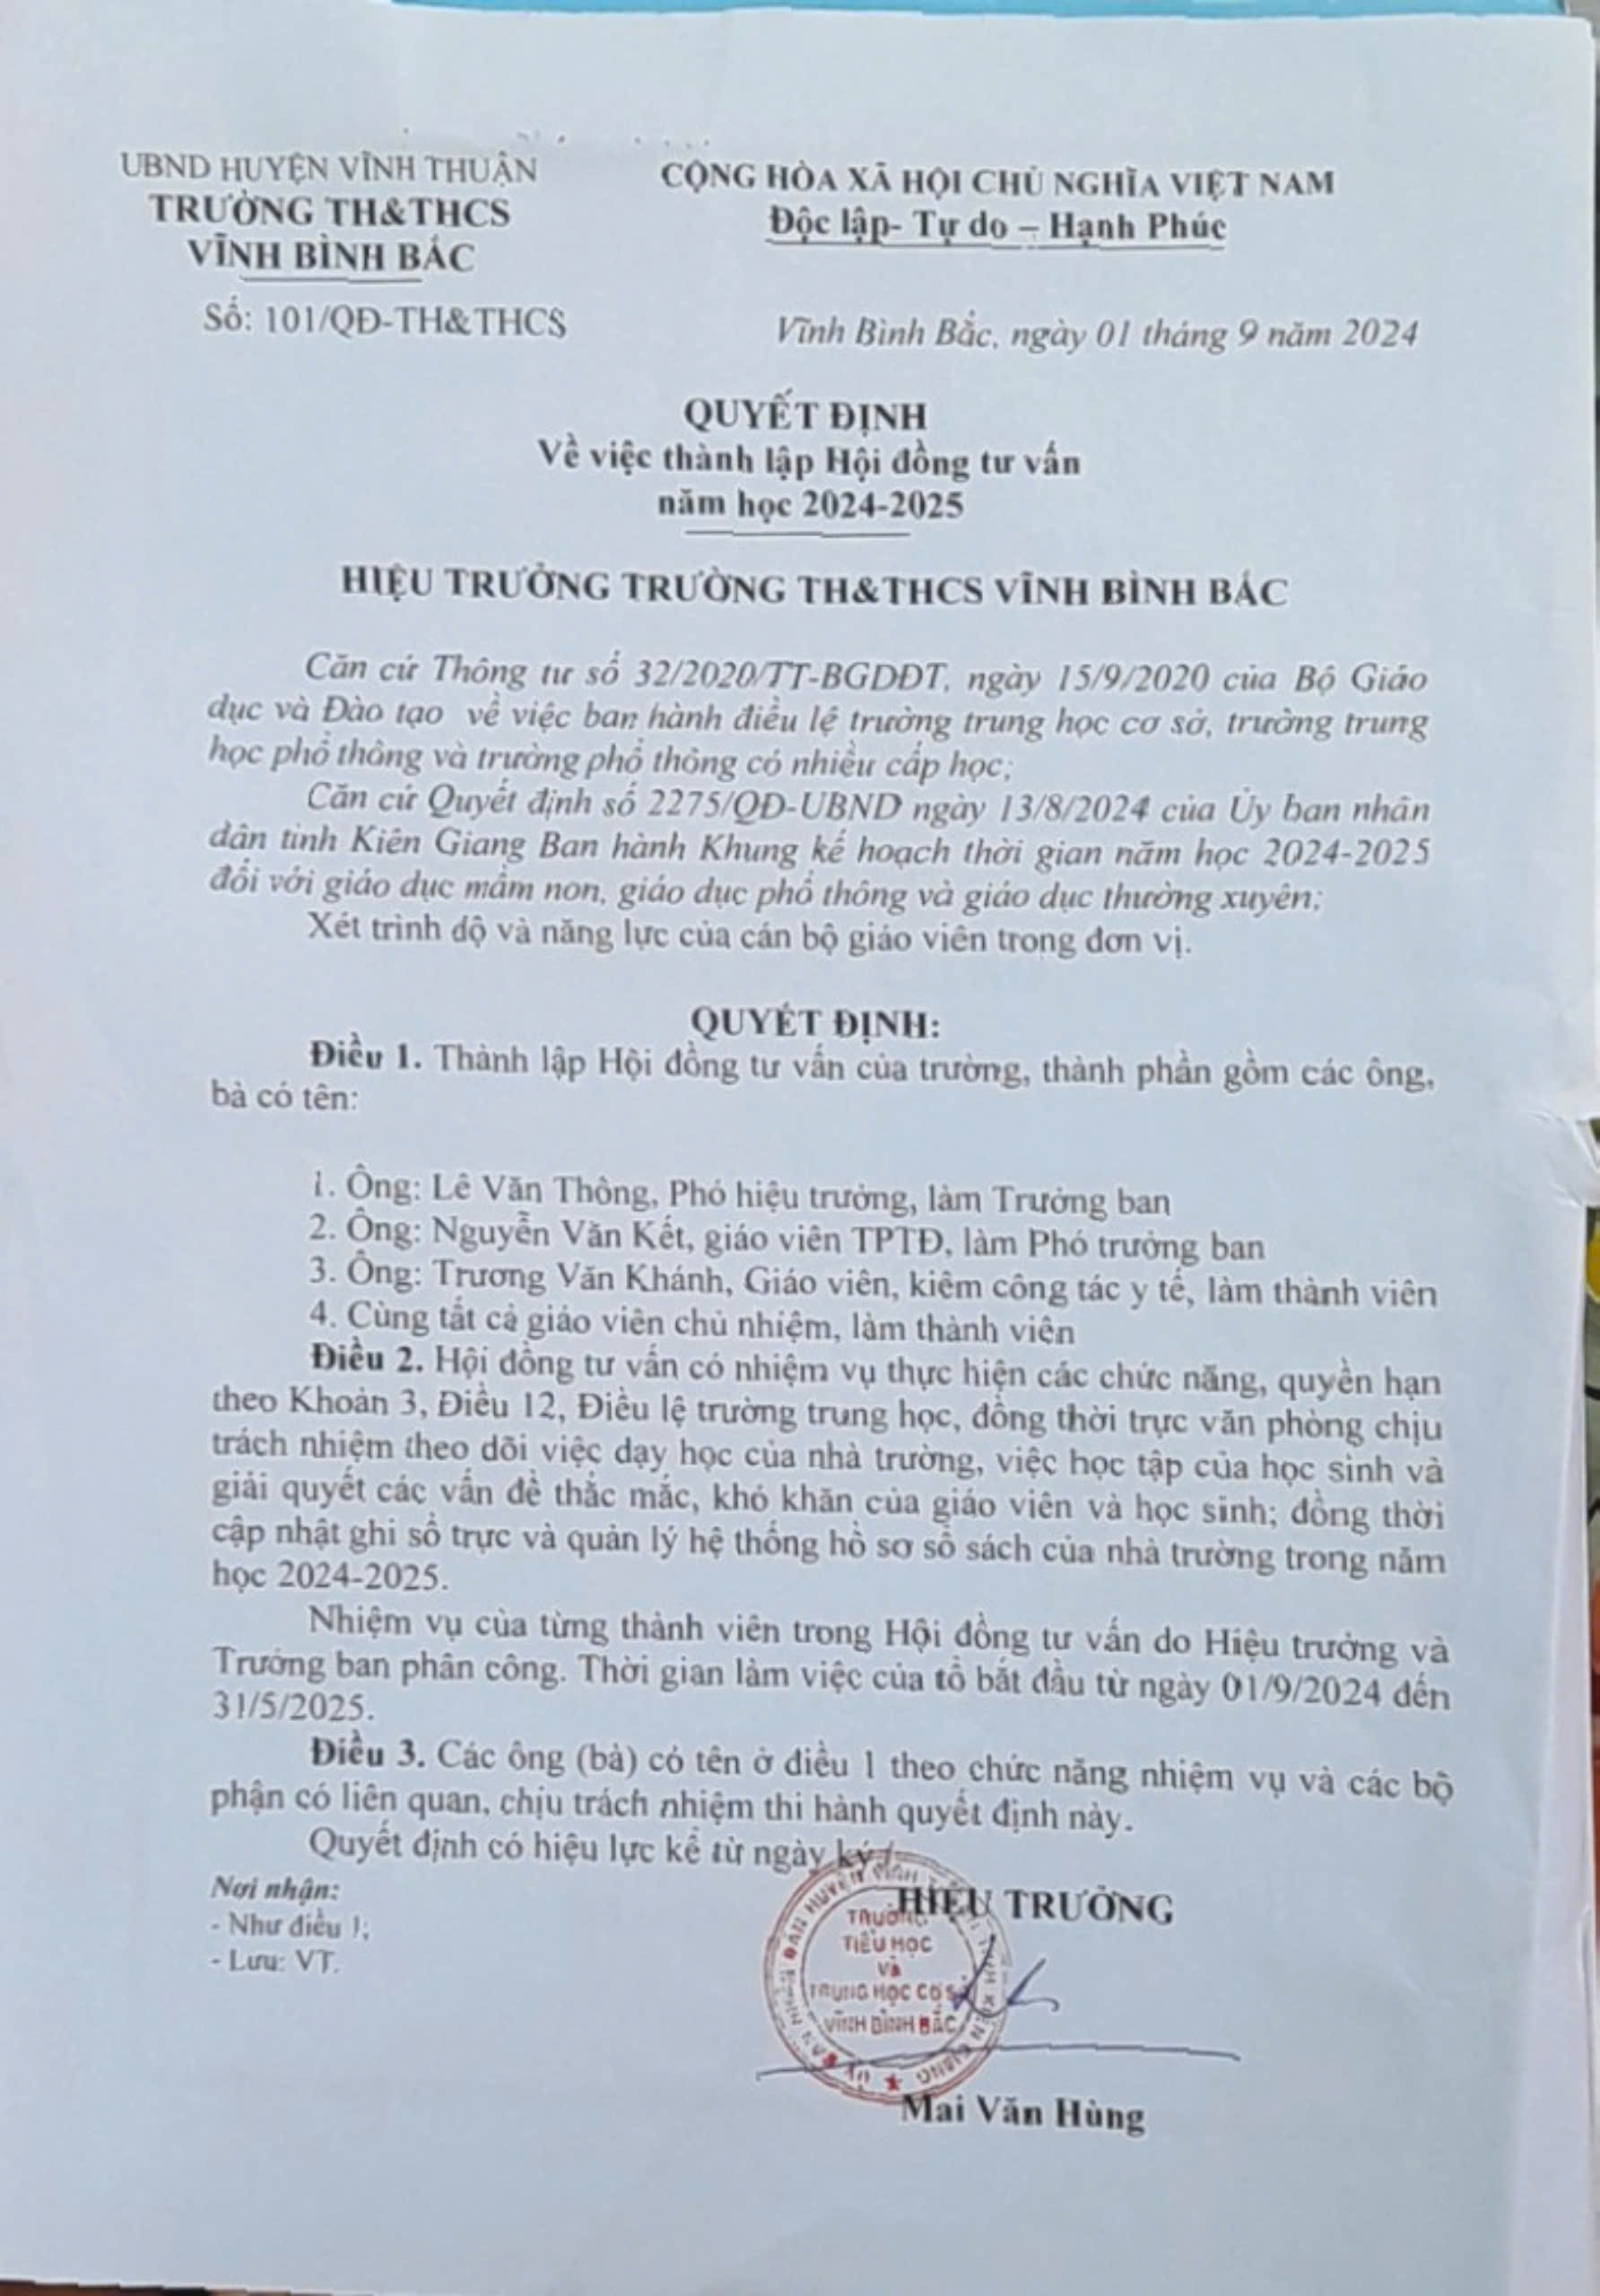 UBND HUYỆN VĨNH THUẬN
TRƯỜNG TH&THCS
VĨNH BÌNH BẮC
Số: 101/QĐ-TH&THCS
CỘNG HÒA XÃ HỘI CHỦ NGHĨA VIỆT NAM
Độc lập- Tự do – Hạnh Phúc
Vĩnh Bình Bắc, ngày 01 tháng 9 năm 2024
QUYẾT ĐỊNH
Về việc thành lập Hội đồng tư vấn
năm học 2024-2025
HIỆU TRƯỞNG TRƯỜNG TH&THCS VĨNH BÌNH BẮC
Căn cứ Thông tư số 32/2020/TT-BGDĐT, ngày 15/9/2020 của Bộ Giáo
dục và Đào tạo về việc ban hành điều lệ trường trung học cơ sở, trường trung
học phổ thông và trường phổ thông có nhiều cấp học;
Căn cứ Quyết định số 2275/QĐ-UBND ngày 13/8/2024 của Ủy ban nhân
dân tỉnh Kiên Giang Ban hành Khung kế hoạch thời gian năm học 2024-2025
đối với giáo dục mầm non, giáo dục phổ thông và giáo dục thường xuyên;
Xét trình độ và năng lực của cán bộ giáo viên trong đơn vị.
QUYẾT ĐỊNH:
Điều 1. Thành lập Hội đồng tư vấn của trường, thành phần gồm các ông,
bà có tên:
1. Ông: Lê Văn Thông, Phó hiệu trưởng, làm Trưởng ban
2. Ông: Nguyễn Văn Kết, giáo viên TPTĐ, làm Phó trưởng ban
3. Ông: Trương Văn Khánh, Giáo viên, kiêm công tác y tế, làm thành viên
4. Cùng tất cả giáo viên chủ nhiệm, làm thành viên
Điều 2. Hội đồng tư vấn có nhiệm vụ thực hiện các chức năng, quyền hạn
theo Khoản 3, Điều 12, Điều lệ trường trung học, đồng thời trực văn phòng chịu
trách nhiệm theo dõi việc dạy học của nhà trường, việc học tập của học sinh và
giải quyết các vấn đề thắc mắc, khó khăn của giáo viên và học sinh; đồng thời
cập nhật ghi sổ trực và quản lý hệ thống hồ sơ sổ sách của nhà trường trong năm
học 2024-2025.
Nhiệm vụ của từng thành viên trong Hội đồng tư vấn do Hiệu trưởng và
Trưởng ban phân công. Thời gian làm việc của tổ bắt đầu từ ngày 01/9/2024 đến
31/5/2025.
Điều 3. Các ông (bà) có tên ở điều 1 theo chức năng nhiệm vụ và các bộ
phận có liên quan, chịu trách nhiệm thi hành quyết định này.
Quyết định có hiệu lực kể từ ngày ký./
Nơi nhận:
- Như điều 1;
- Lưu: VT.
HIỆU TRƯỞNG
TRƯỜNG
TIỂU HỌC
VÀ
TRUNG HỌC CƠ SỞ
VĨNH BÌNH BẮC
Mai Văn Hùng